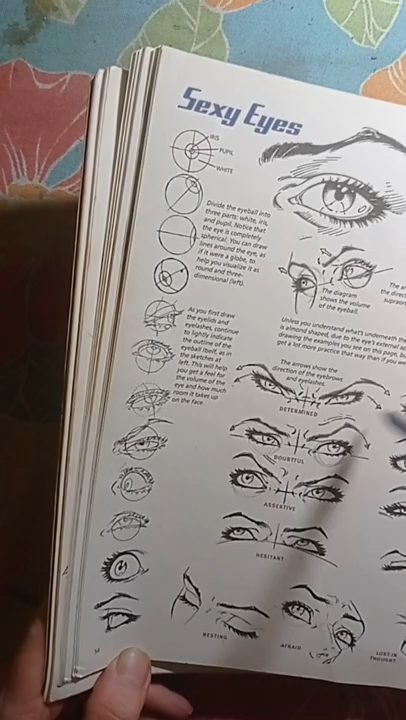 Sexy Eyes
IRIS
PUPIL
WHITE
Divide the eyeball into
three parts: white, iris,
and pupil. Notice that
the eye is completely
spherical. You can draw
lines around the eye, as
if it were a globe, to
help you visualize it as
round and three-
dimensional (left).
The diagram
shows the volume
of the eyeball.
The
the direc
supraor
Unless you understand what's underneath the
is almond shaped, due to the eye's external
drawing the examples you see on this page, bu
get a lot more practice that way than if you we
As you first draw
the eyelids and
eyelashes, continue
to lightly indicate
the outline of the
eyeball itself, as in
the sketches at
left. This will help
you get a feel for
the volume of the
eye and how much
room it takes up
on the face.
The arrows show the
direction of the eyebrows
and eyelashes.
DETERMINED
DOUBTFUL
ASSERTIVE
HESITANT
RESTING
AFRAID
LOST IN
THOUGHT
54